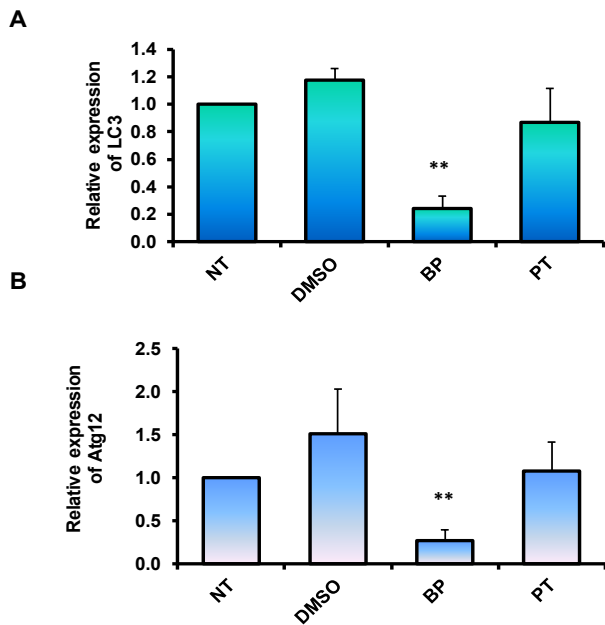 A
Relative expression
of LC3
1.4
1.2
1.0
0.8
0.6
0.4
0.2
0.0
**
NT
DMSO
BP
PT
B
Relative expression
of Atg12
2.5
2.0
1.5
1.0
0.5
0.0
**
NT
DMSO
BP
PT